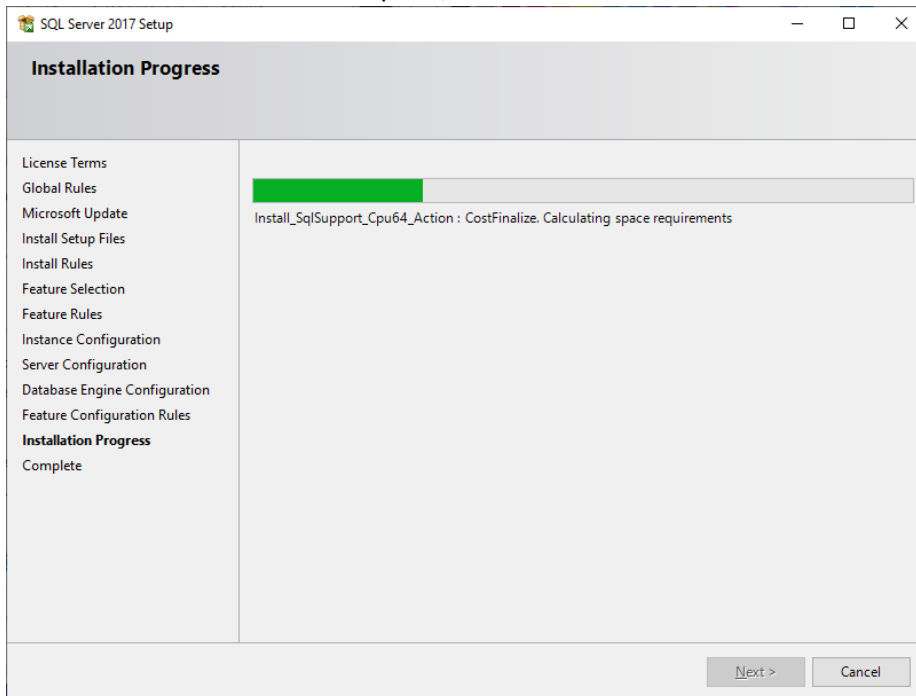 SQL Server 2017 Setup
Installation Progress
License Terms
Global Rules
Microsoft Update
Install Setup Files
Install Rules
Feature Selection
Feature Rules
Instance Configuration
Server Configuration
Database Engine Configuration
Feature Configuration Rules
Installation Progress
Complete
Install_SqlSupport_Cpu64_Action : CostFinalize. Calculating space requirements
Next >
Cancel